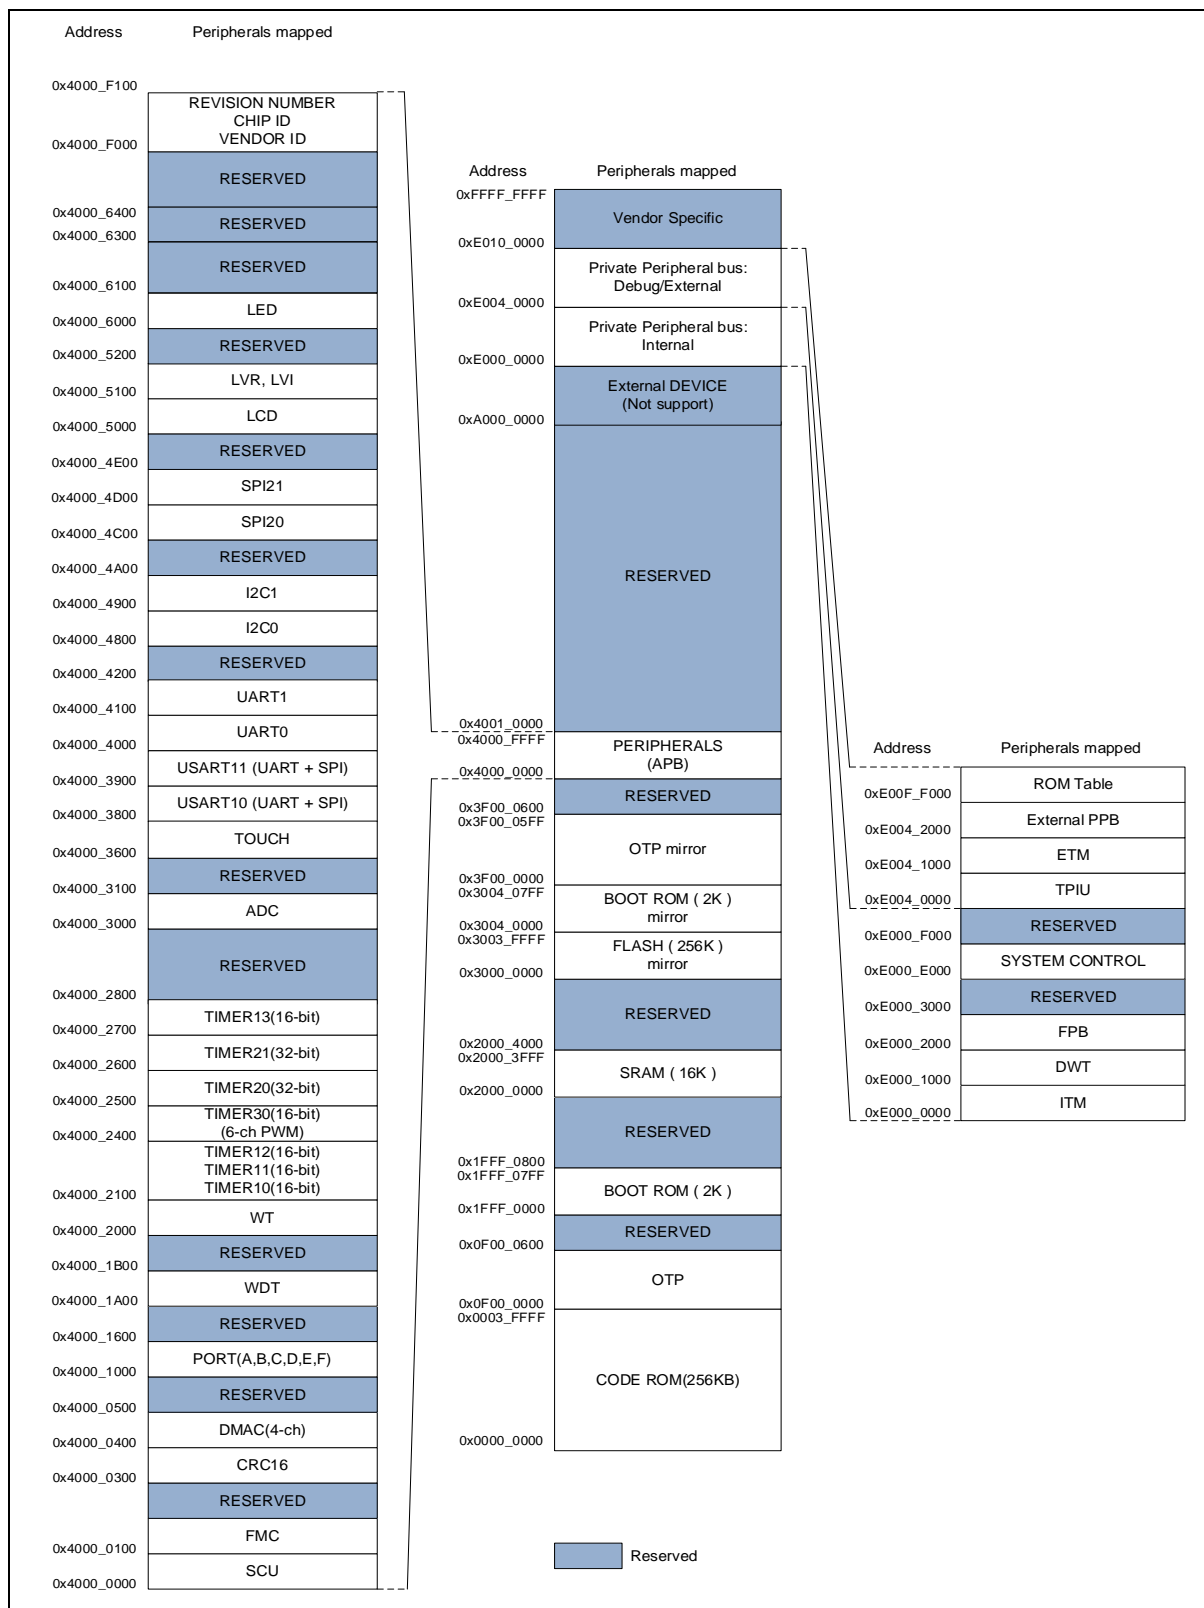 Address Peripherals mapped
0x4000_F100
REVISION NUMBER
CHIP ID
VENDOR ID
0x4000_F000
RESERVED
0x4000_6400
RESERVED
0x4000_6300
RESERVED
0x4000_6100
LED
0x4000_6000
RESERVED
0x4000_5200
LVR, LVI
0x4000_5100
LCD
0x4000_5000
RESERVED
0x4000_4E00
SPI21
0x4000_4D00
SPI20
0x4000_4C00
RESERVED
0x4000_4A00
I2C1
0x4000_4900
I2C0
0x4000_4800
RESERVED
0x4000_4200
UART1
0x4000_4100
UART0
0x4000_4000
USART11 (UART + SPI)
0x4000_3900
USART10 (UART + SPI)
0x4000_3800
TOUCH
0x4000_3600
RESERVED
0x4000_3100
ADC
0x4000_3000
RESERVED
0x4000_2800
TIMER13(16-bit)
0x4000_2700
TIMER21(32-bit)
0x4000_2600
TIMER20(32-bit)
0x4000_2500
TIMER30(16-bit)
(6-ch PWM)
0x4000_2400
TIMER12(16-bit)
TIMER11(16-bit)
TIMER10(16-bit)
0x4000_2100
WT
0x4000_2000
RESERVED
0x4000_1B00
WDT
0x4000_1A00
RESERVED
0x4000_1600
PORT(A,B,C,D,E,F)
0x4000_1000
RESERVED
0x4000_0500
DMAC(4-ch)
0x4000_0400
CRC16
0x4000_0300
RESERVED
FMC
0x4000_0100
SCU
0x4000_0000
Address Peripherals mapped
0xFFFF_FFFF
Vendor Specific
0xE010_0000
Private Peripheral bus:
Debug/External
0xE004_0000
Private Peripheral bus:
Internal
0xE000_0000
External DEVICE
(Not support)
0xA000_0000
RESERVED
0x4001_0000
0x4000_FFFF
PERIPHERALS
(APB)
0x4000_0000
RESERVED
0x3F00_0600
0x3F00_05FF
OTP mirror
0x3F00_0000
0x3004_07FF
BOOT ROM ( 2K )
mirror
0x3004_0000
0x3003_FFFF
FLASH ( 256K )
mirror
0x3000_0000
RESERVED
0x2000_4000
0x2000_3FFF
SRAM ( 16K )
0x2000_0000
RESERVED
0x1FFF_0800
0x1FFF_07FF
BOOT ROM ( 2K )
0x1FFF_0000
RESERVED
0x0F00_0600
OTP
0x0F00_0000
0x0003_FFFF
CODE ROM(256KB)
0x0000_0000
Reserved
Address Peripherals mapped
ROM Table
0xE00F_F000
External PPB
0xE004_2000
ETM
0xE004_1000
TPIU
0xE004_0000
RESERVED
0xE000_F000
SYSTEM CONTROL
0xE000_E000
RESERVED
0xE000_3000
FPB
0xE000_2000
DWT
0xE000_1000
ITM
0xE000_0000